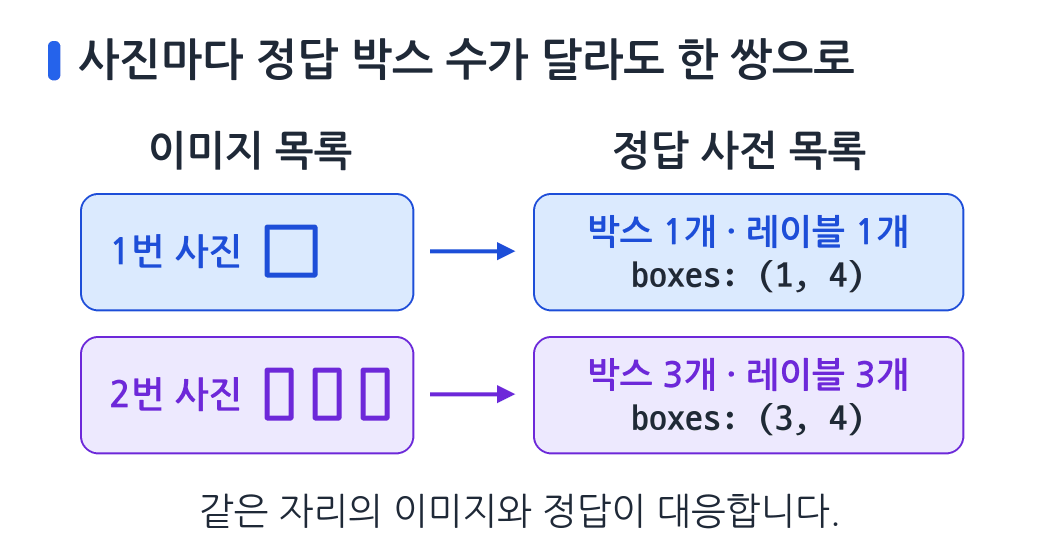 사진마다 정답 박스 수가 달라도 한 쌍으로
이미지 목록
정답 사전 목록
1번 사진
박스 1개 · 레이블 1개
boxes: (1, 4)
2번 사진
박스 3개 · 레이블 3개
boxes: (3, 4)
같은 자리의 이미지와 정답이 대응합니다.